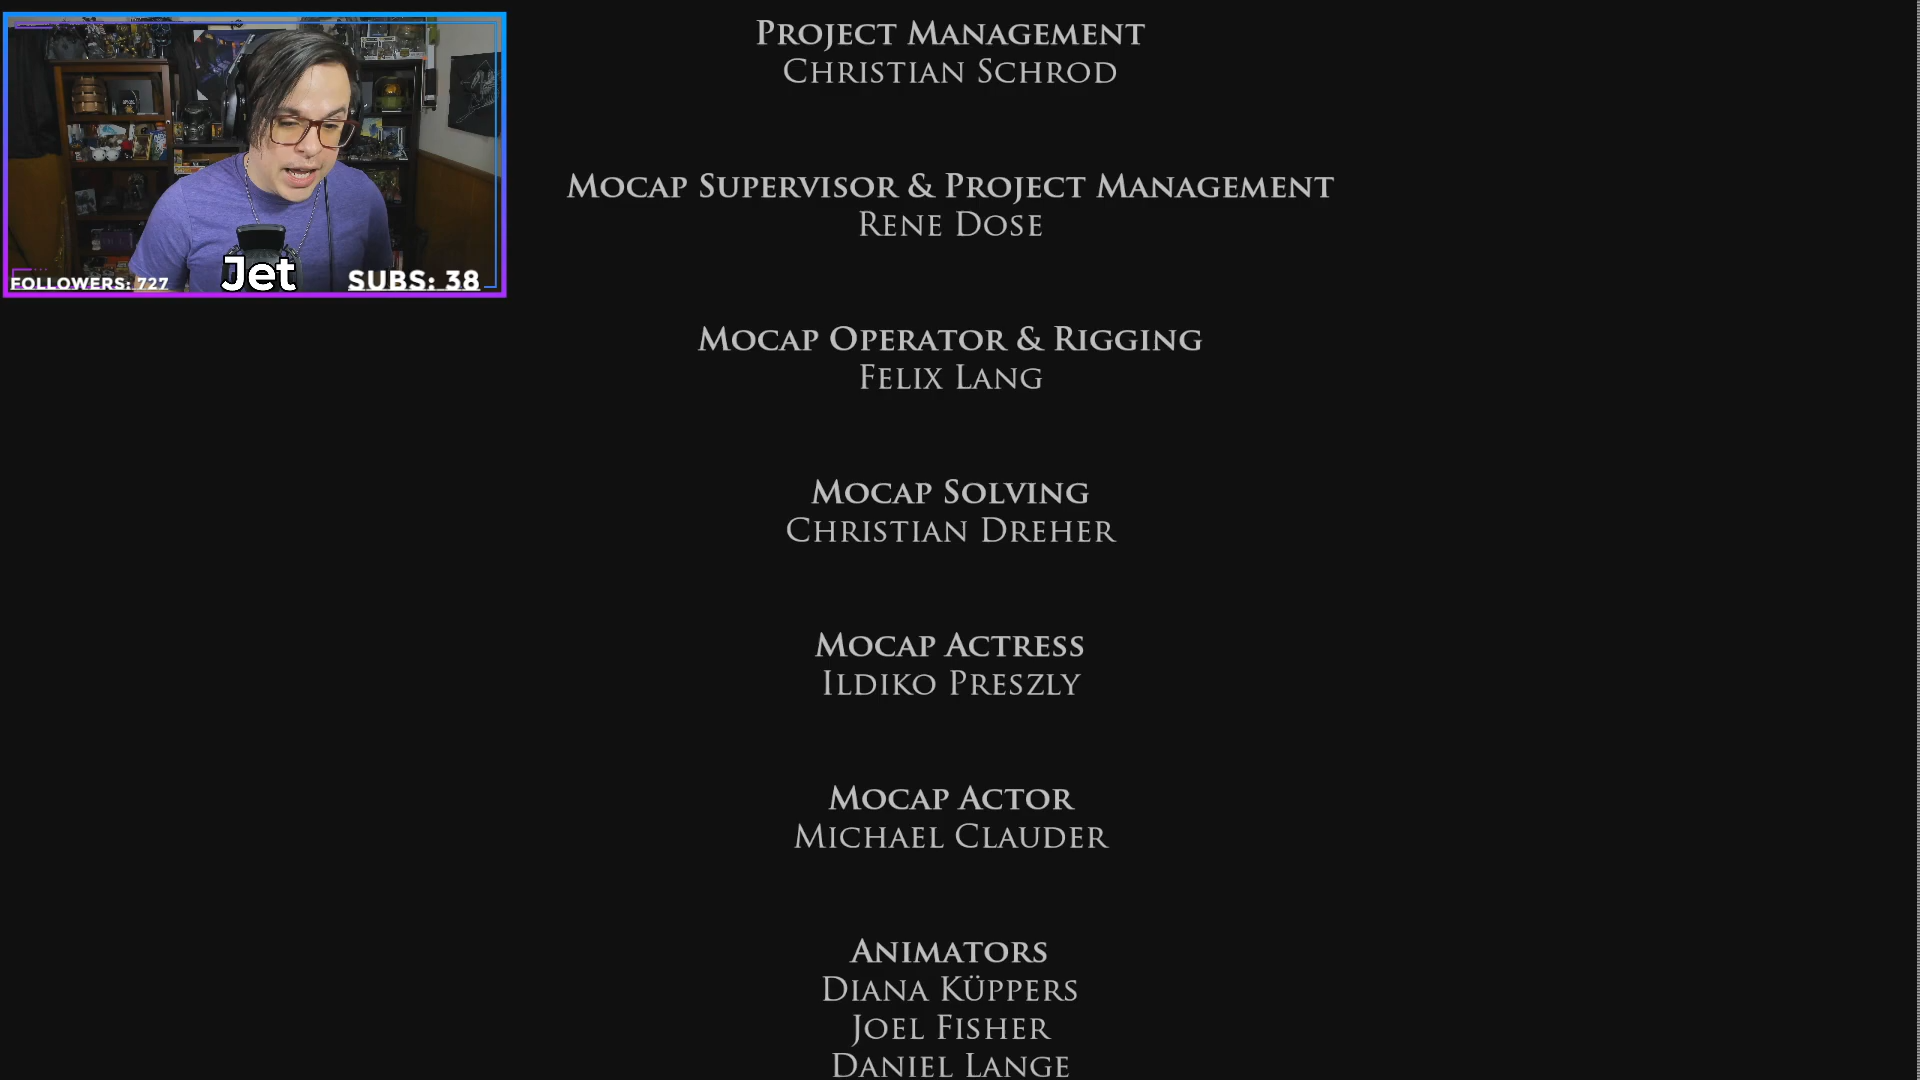 FOLLOWERS: 727
Jet
SUBS: 38
PROJECT MANAGEMENT
CHRISTIAN SCHROD
MOCAP SUPERVISOR & PROJECT MANAGEMENT
RENE DOSE
MOCAP OPERATOR & RIGGING
FELIX LANG
MOCAP SOLVING
CHRISTIAN DREHER
MOCAP ACTRESS
ILDIKO PRESZLY
MOCAP ACTOR
MICHAEL CLAUDER
ANIMATORS
DIANA KÜPPERS
JOEL FISHER
DANIEL LANGE